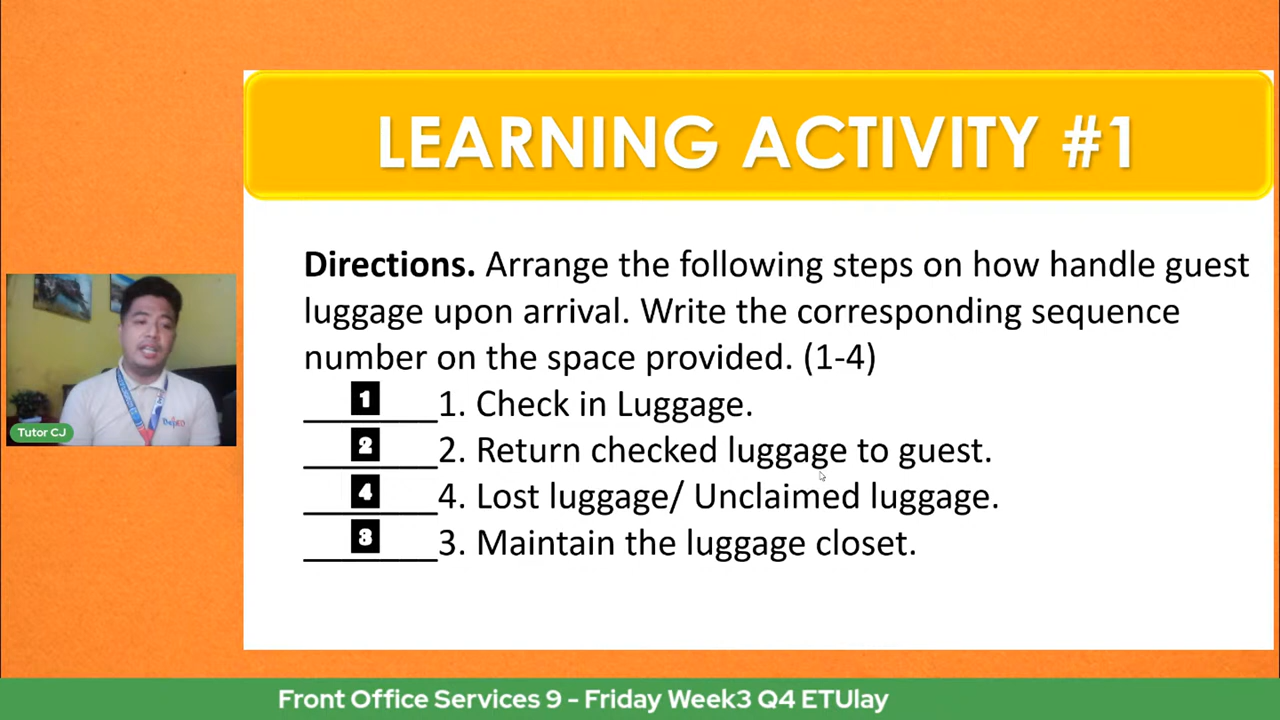 LEARNING ACTIVITY #1
Directions. Arrange the following steps on how handle guest
luggage upon arrival. Write the corresponding sequence
number on the space provided. (1-4)
1 1. Check in Luggage.
2 2. Return checked luggage to guest.
4 4. Lost luggage/ Unclaimed luggage.
3 3. Maintain the luggage closet.
Tutor CJ
Front Office Services 9 - Friday Week3 Q4 ETUlay